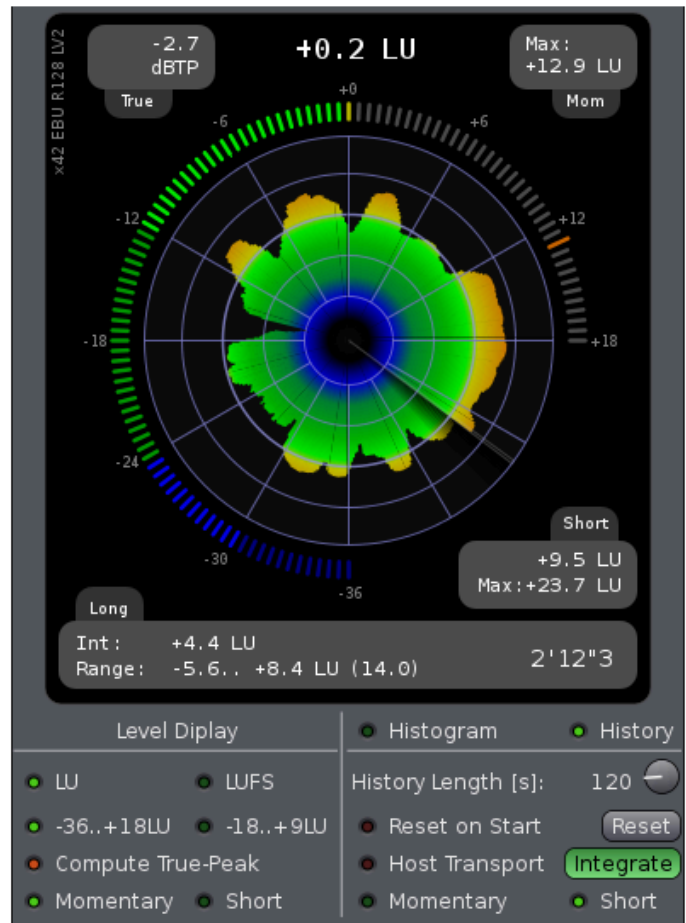 x42 EBU R128 LV2
-2.7
dBTP
True
+0.2 LU
Max:
+12.9 LU
Mom
+0
-6
+6
-12
+12
-18
+18
-24
-30
-36
Short
+9.5 LU
Max:+23.7 LU
Long
Int: +4.4 LU
Range: -5.6.. +8.4 LU (14.0)
2'12"3
Level Diplay
Histogram History
LU LUFS
History Length [s]: 120
-36..+18LU -18..+9LU
Reset on Start Reset
Compute True-Peak
Host Transport Integrate
Momentary Short
Momentary Short